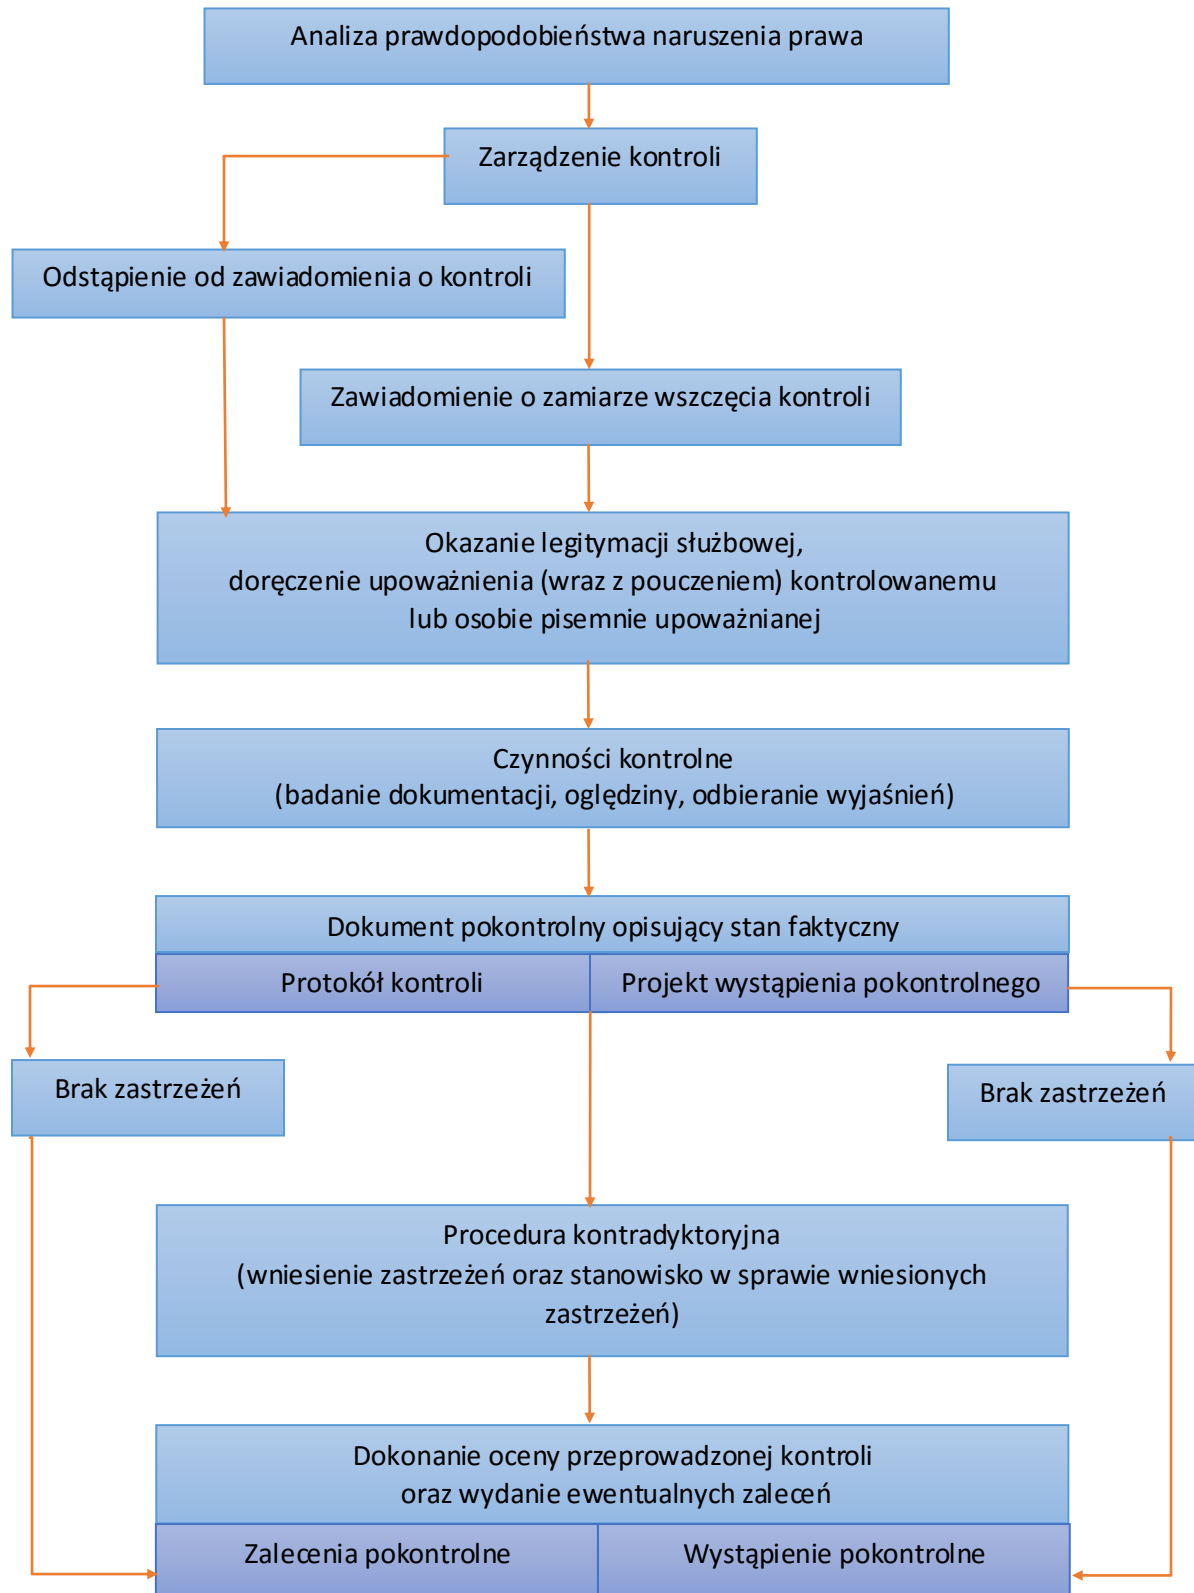 Analiza prawdopodobieństwa naruszenia prawa
Zarządzenie kontroli
Odstąpienie od zawiadomienia o kontroli
Zawiadomienie o zamiarze wszczęcia kontroli
Okazanie legitymacji służbowej,
doręczenie upoważnienia (wraz z pouczeniem) kontrolowanemu
lub osobie pisemnie upoważnianej
Czynności kontrolne
(badanie dokumentacji, oględziny, odbieranie wyjaśnień)
Dokument pokontrolny opisujący stan faktyczny
Protokół kontroli
Projekt wystąpienia pokontrolnego
Brak zastrzeżeń
Brak zastrzeżeń
Procedura kontradyktoryjna
(wniesienie zastrzeżeń oraz stanowisko w sprawie wniesionych
zastrzeżeń)
Dokonanie oceny przeprowadzonej kontroli
oraz wydanie ewentualnych zaleceń
Zalecenia pokontrolne
Wystąpienie pokontrolne